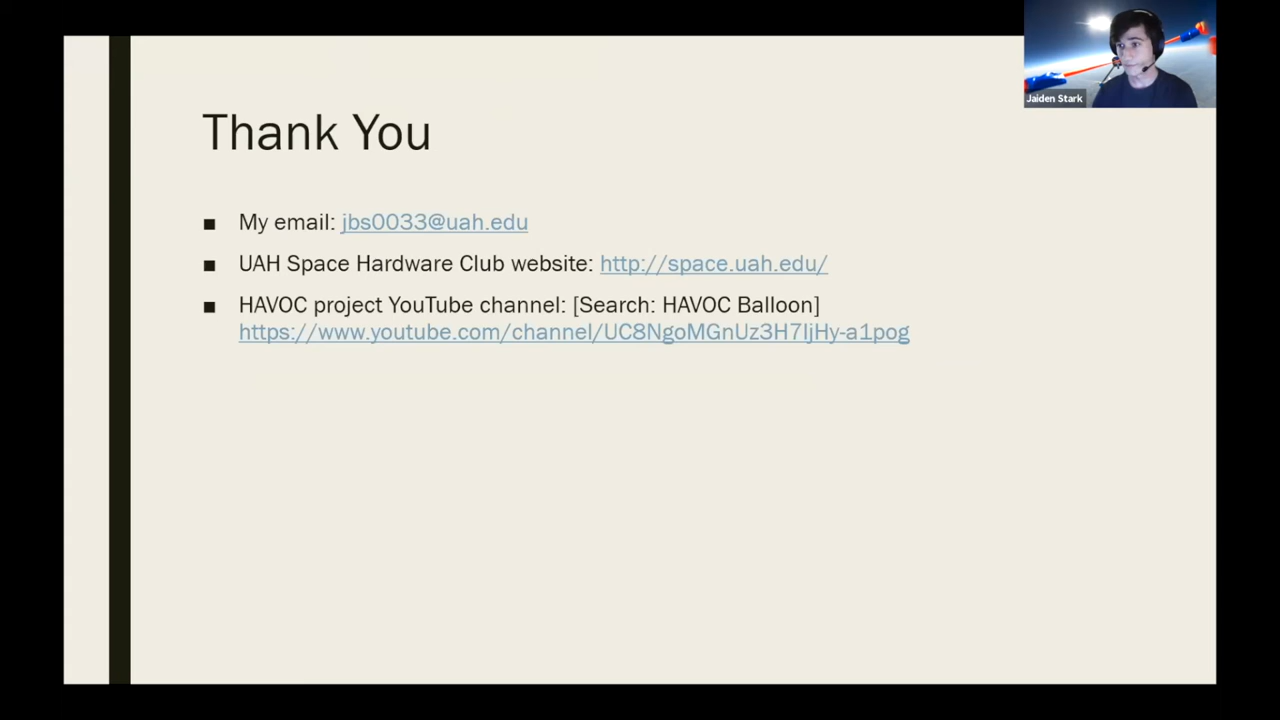 Jaiden Stark
Thank You
■ My email: jbs0033@uah.edu
■ UAH Space Hardware Club website: http://space.uah.edu/
■ HAVOC project YouTube channel: [Search: HAVOC Balloon]
https://www.youtube.com/channel/UC8NgoMGnUz3H7ljHy-a1pog